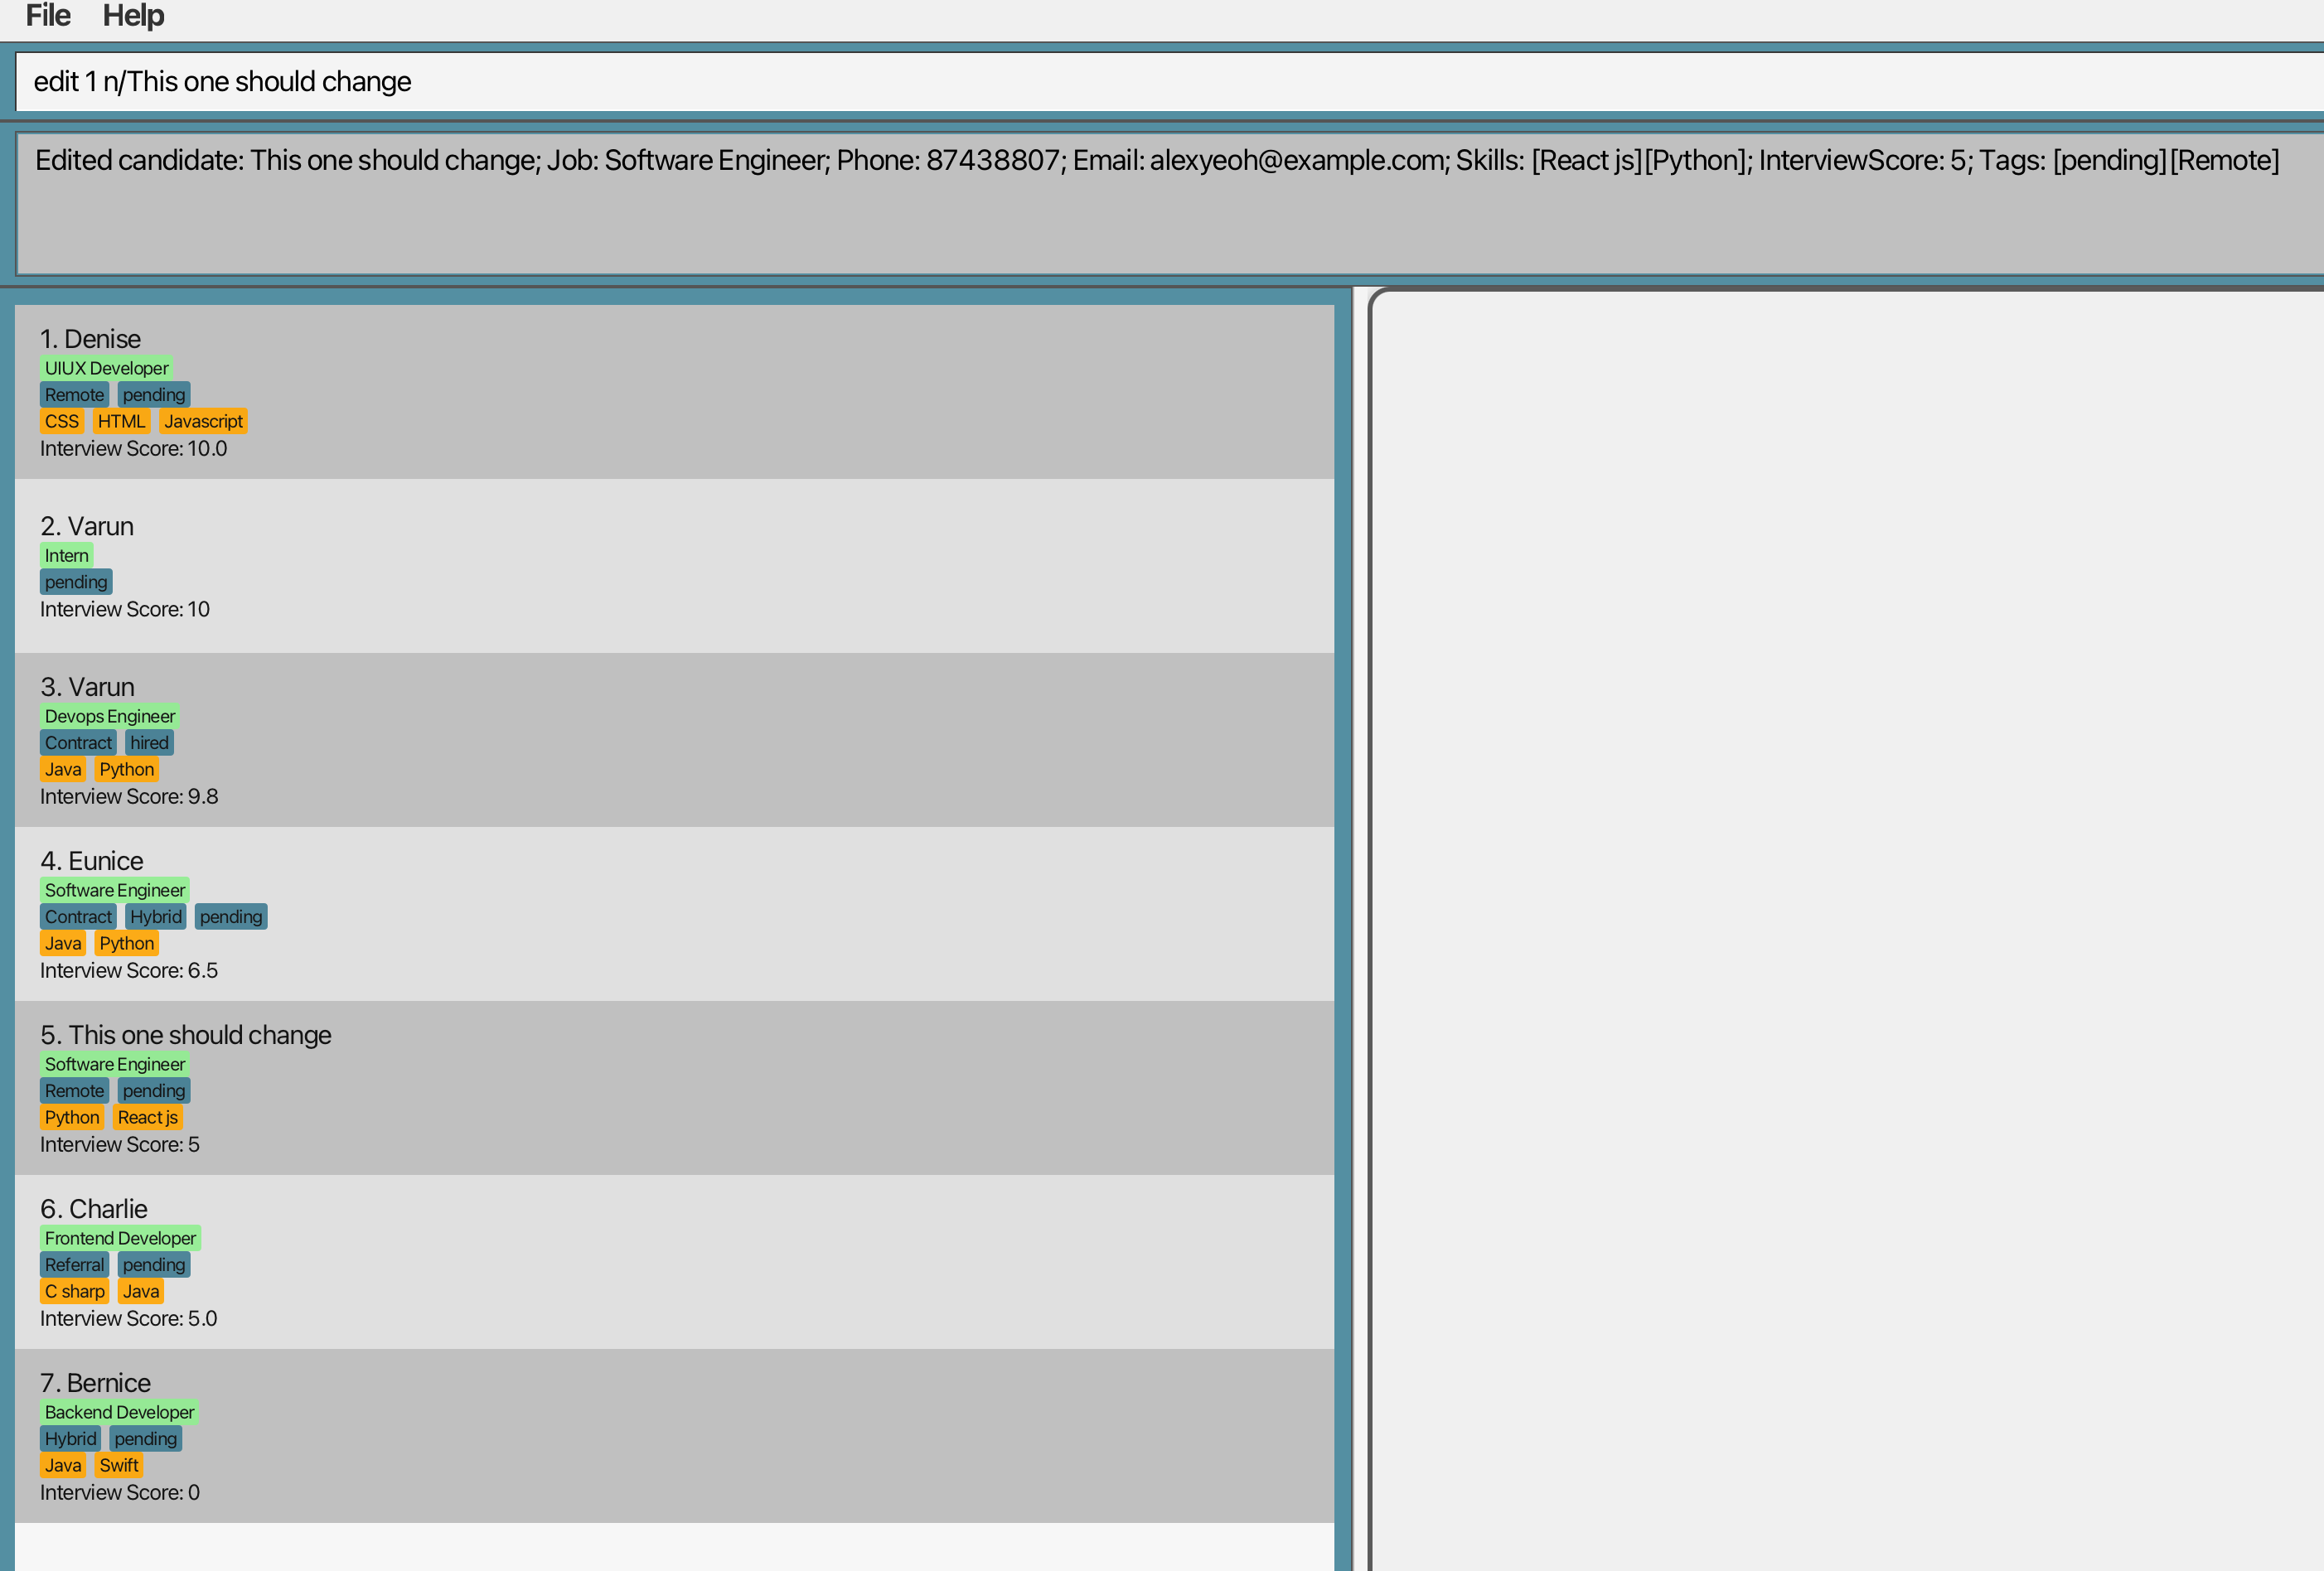 File Help
edit 1 n/This one should change
Edited candidate: This one should change; Job: Software Engineer; Phone: 87438807; Email: alexyeoh@example.com; Skills: [React js][Python]; InterviewScore: 5; Tags: [pending][Remote]
1. Denise
UIUX Developer
Remote pending
CSS HTML Javascript
Interview Score: 10.0
2. Varun
Intern
pending
Interview Score: 10
3. Varun
Devops Engineer
Contract hired
Java Python
Interview Score: 9.8
4. Eunice
Software Engineer
Contract Hybrid pending
Java Python
Interview Score: 6.5
5. This one should change
Software Engineer
Remote pending
Python React js
Interview Score: 5
6. Charlie
Frontend Developer
Referral pending
C sharp Java
Interview Score: 5.0
7. Bernice
Backend Developer
Hybrid pending
Java Swift
Interview Score: 0